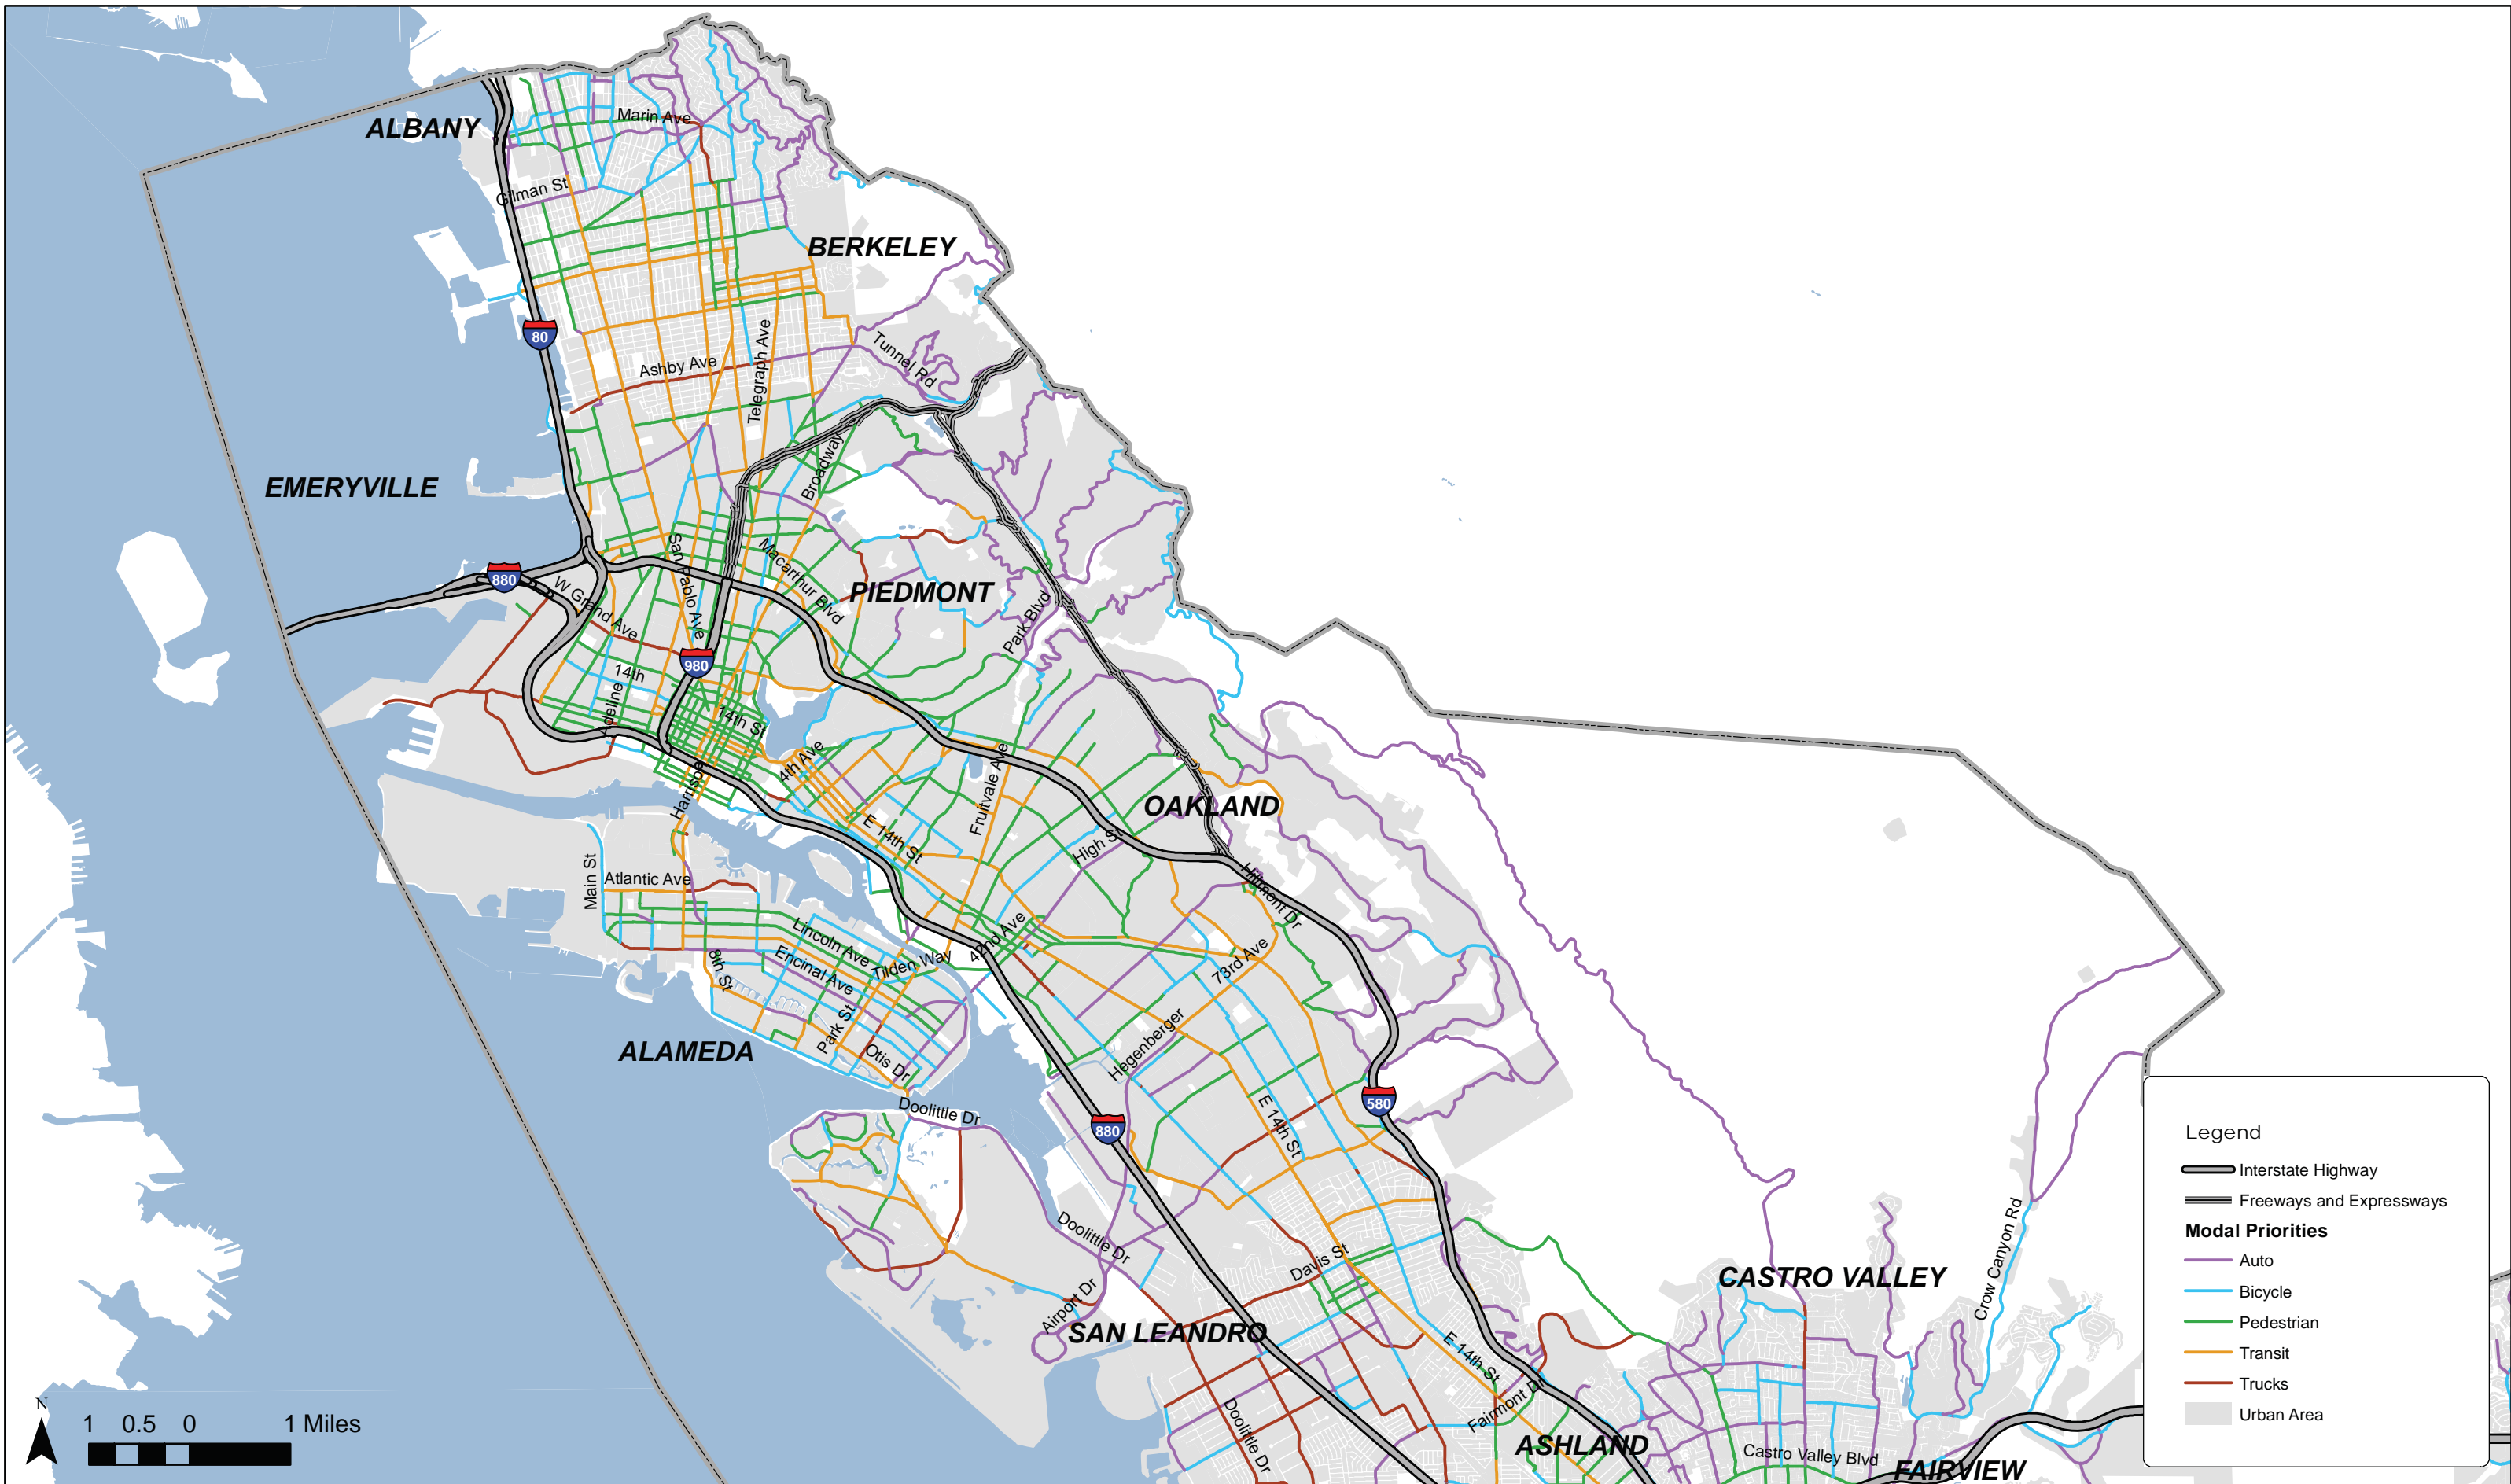 ALBANY
Marin Ave
Gilman St
BERKELEY
80
Ashby Ave
Telegraph Ave
Tunnel Rd
Broadway
EMERYVILLE
880
W Grand Ave
San Pablo Ave
Macarthur Blvd
PIEDMONT
Park Blvd
980
14th
Adeline
14th St
4th Ave
Harrison
Fruitvale Ave
OAKLAND
E 14th St
High St
Main St
Atlantic Ave
Hillmont Dr
Lincoln Ave
Encinal Ave
8th St
Tilden Way
42nd Ave
73rd Ave
Park St
Otis Dr
ALAMEDA
Hegenberger
Doolittle Dr
880
E 14th St
580
Doolittle Dr
Davis St
Airport Dr
SAN LEANDRO
CASTRO VALLEY
Crow Canyon Rd
E 14th St
Fairmont Dr
Doolittle Dr
ASHLAND
Castro Valley Blvd
FAIRVIEW
N
1 0.5 0 1 Miles
Legend
Interstate Highway
Freeways and Expressways
Modal Priorities
Auto
Bicycle
Pedestrian
Transit
Trucks
Urban Area